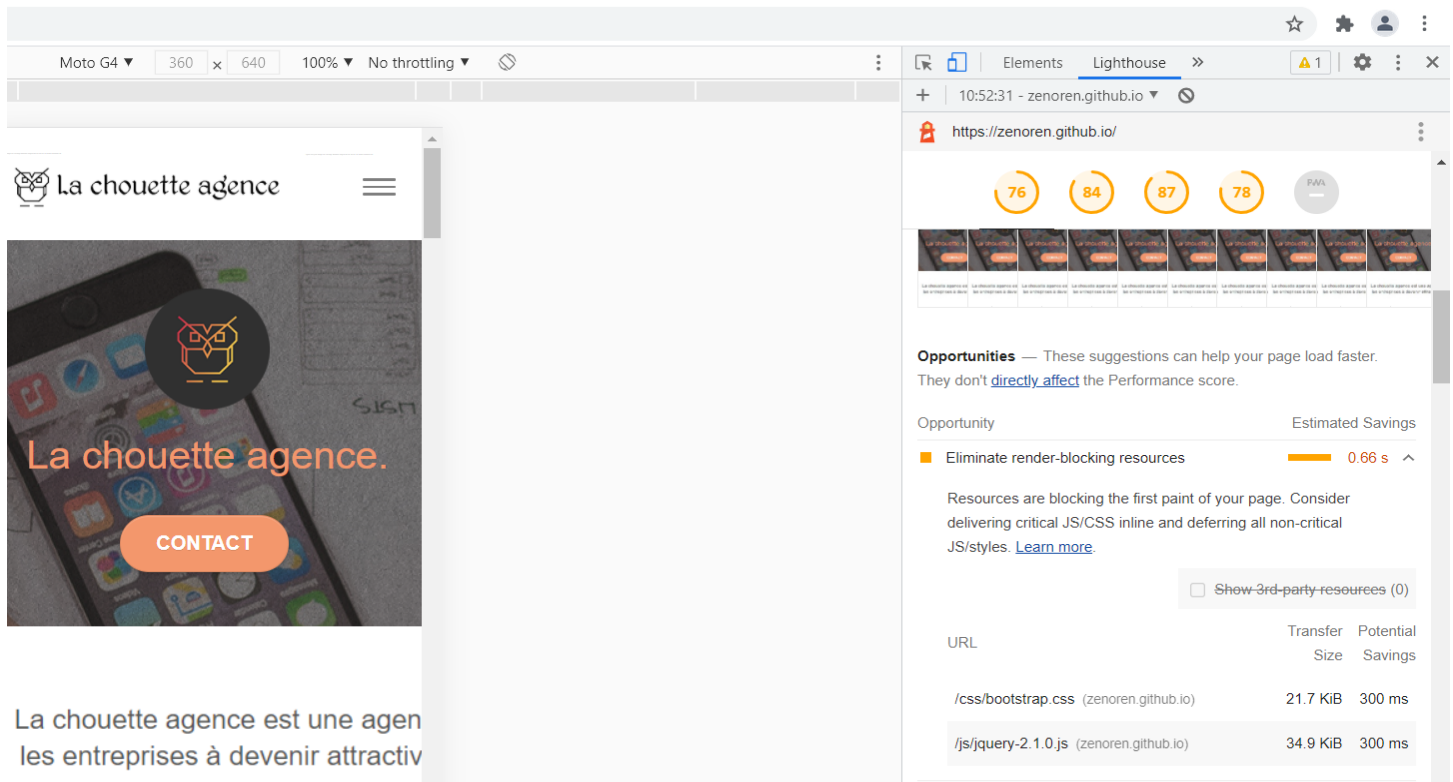 Moto G4 ▼ 360 × 640 100% ▼ No throttling ▼
Elements Lighthouse » 1
10:52:31 - zenoren.github.io ▼
https://zenoren.github.io/
76 84 87 78 PWA
La chouette agence
La chouette agence.
CONTACT
La chouette agence est une agen
les entreprises à devenir attractiv
Opportunities — These suggestions can help your page load faster.
They don't directly affect the Performance score.
Opportunity Estimated Savings
Eliminate render-blocking resources 0.66 s
Resources are blocking the first paint of your page. Consider
delivering critical JS/CSS inline and deferring all non-critical
JS/styles. Learn more.
Show 3rd-party resources (0)
URL Transfer Size Potential Savings
/css/bootstrap.css (zenoren.github.io) 21.7 KiB 300 ms
/js/jquery-2.1.0.js (zenoren.github.io) 34.9 KiB 300 ms